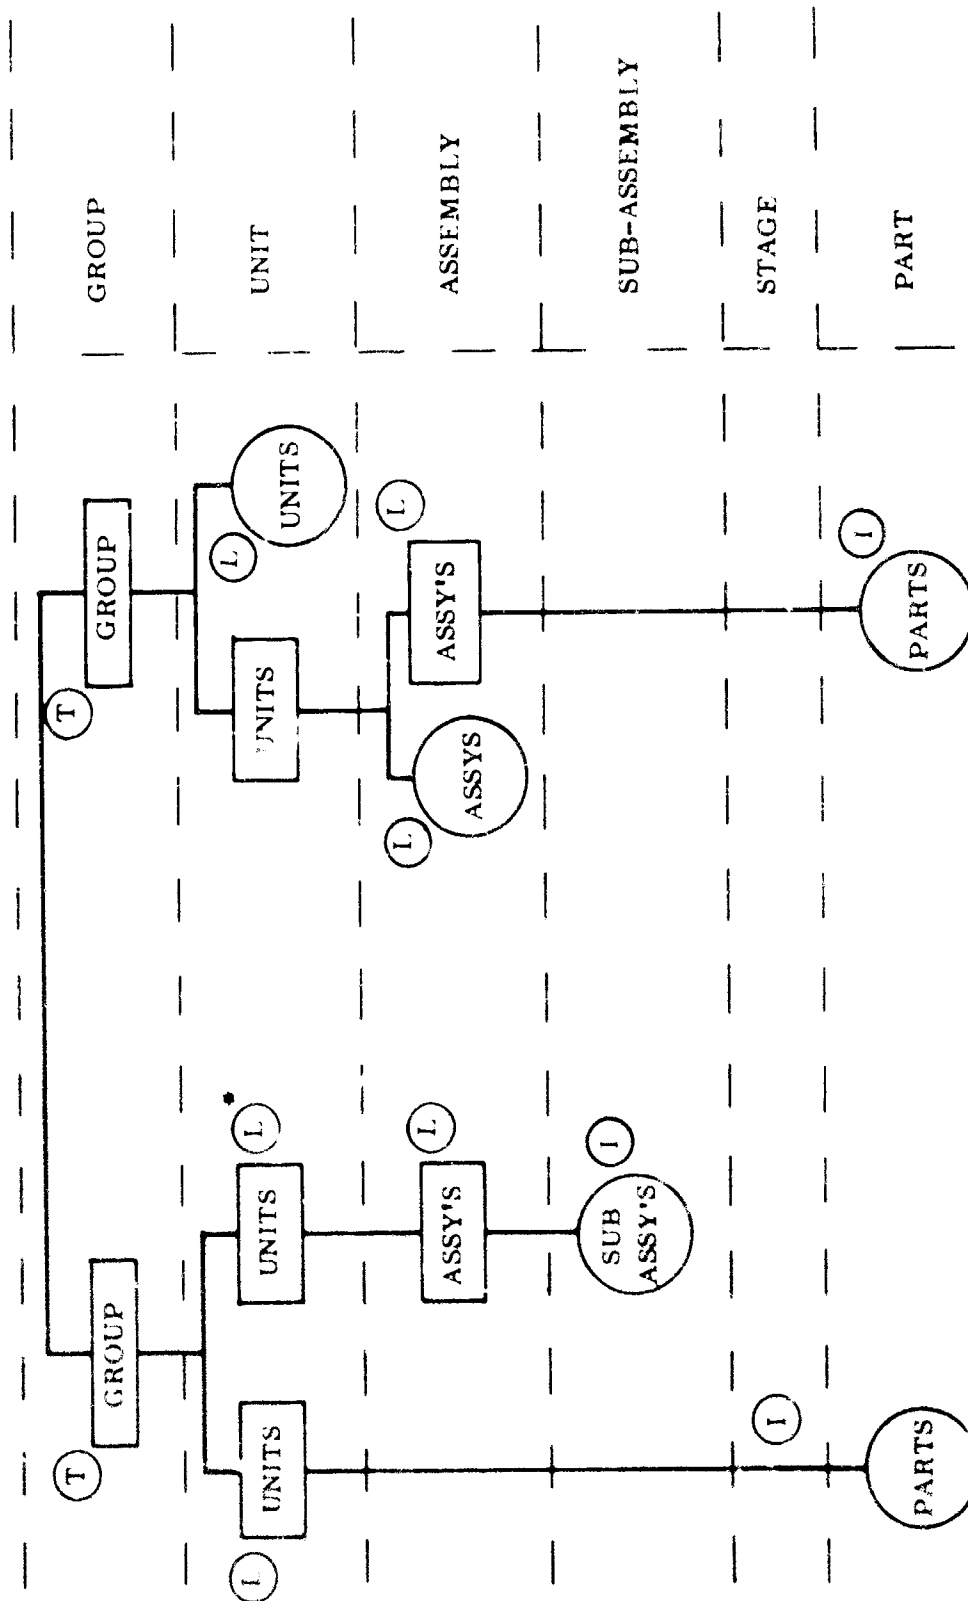 GROUP
UNIT
ASSEMBLY
SUB-ASSEMBLY
STAGE
PART
T
GROUP
T
GROUP
L
UNITS
UNITS
L *
UNITS
L
UNITS
ASSY'S
L
L
ASSYS
ASSY'S
L
SUB
ASSY'S
I
I
PARTS
PARTS
I